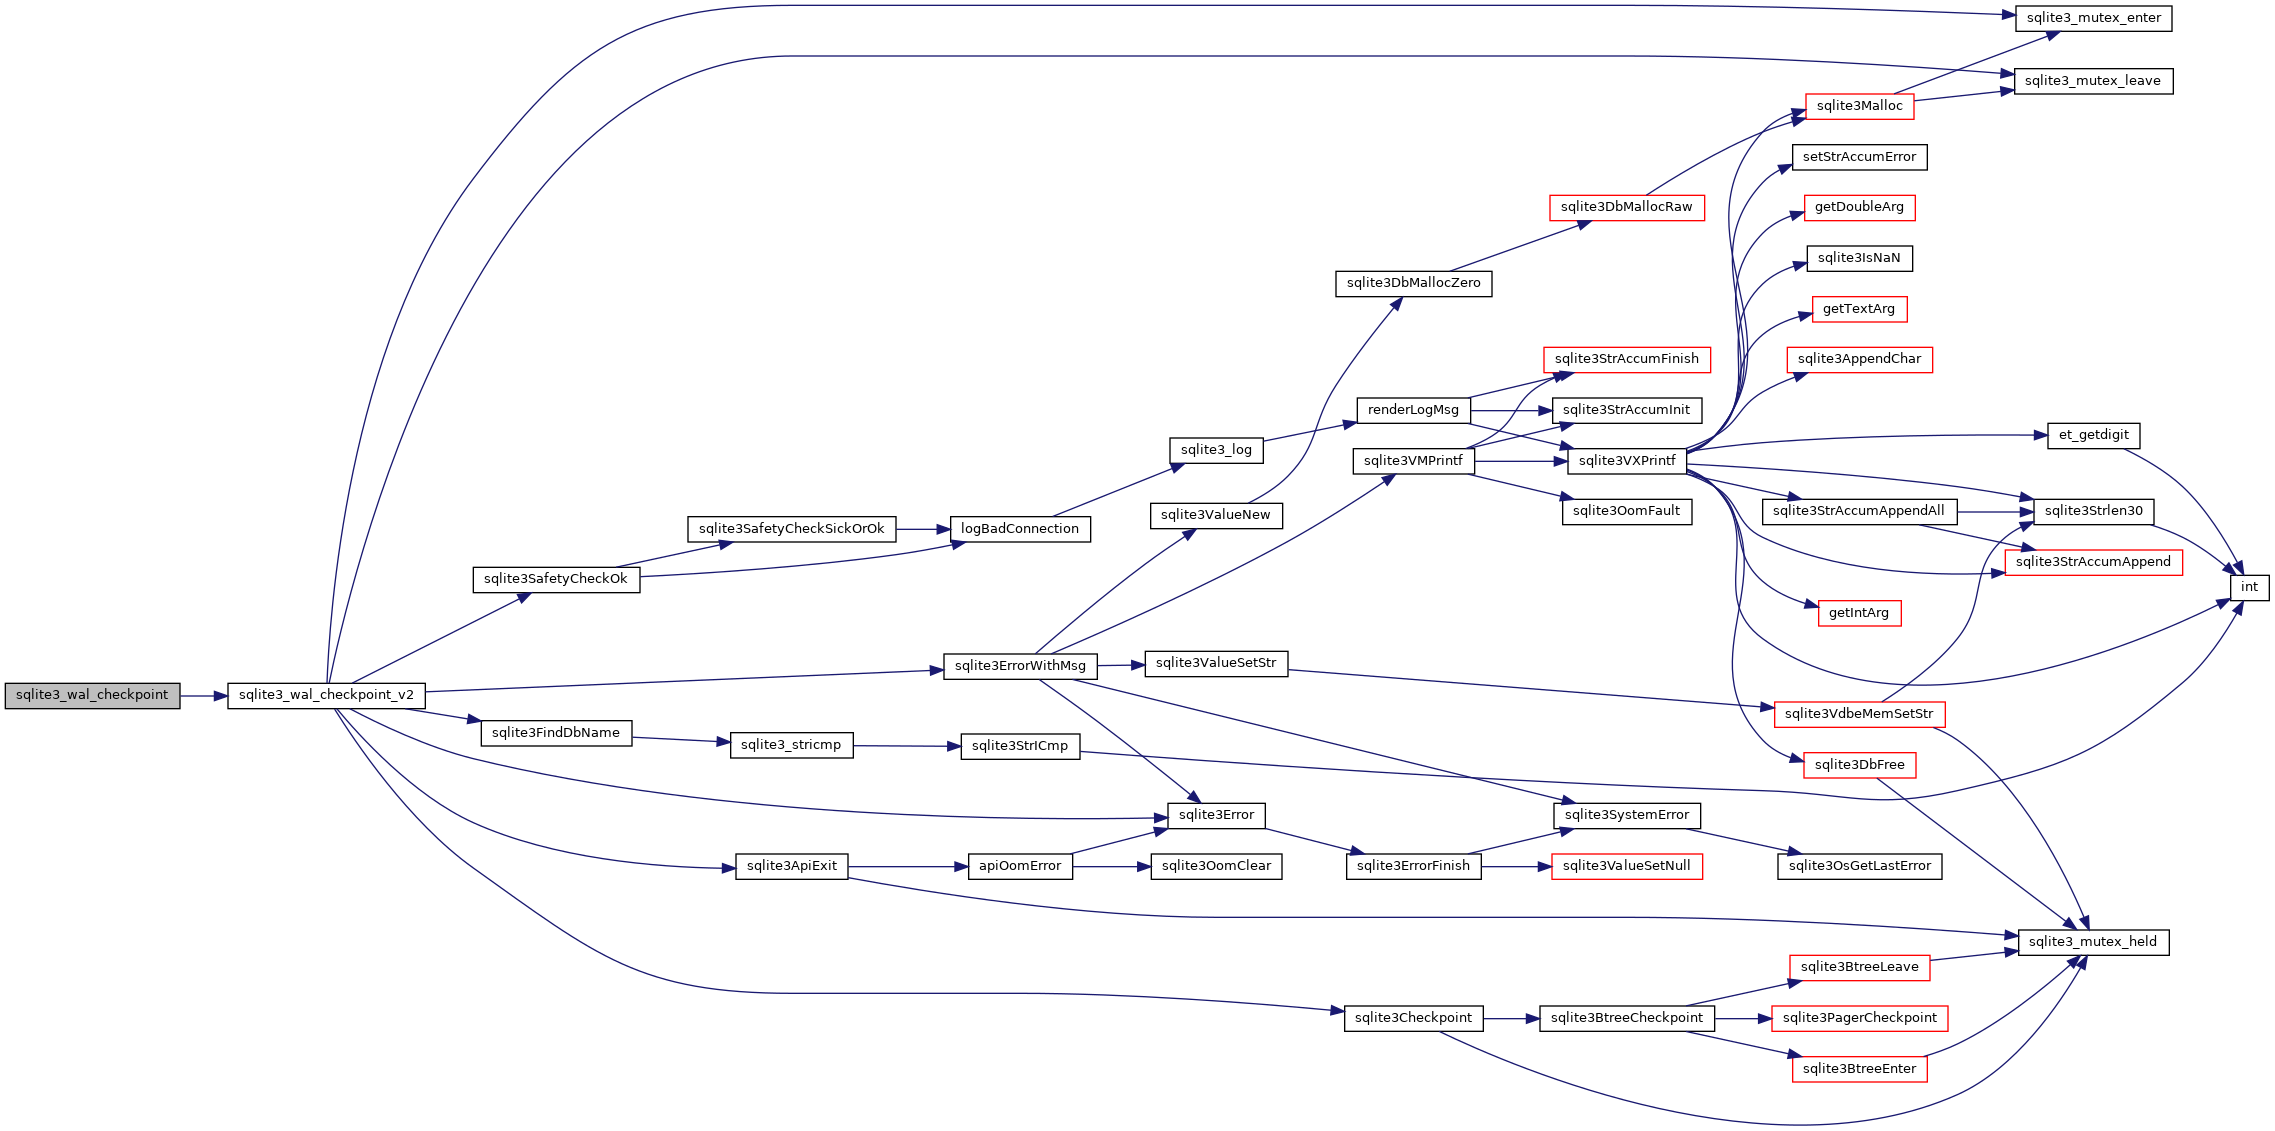 sqlite3_mutex_enter
sqlite3_mutex_leave
sqlite3Malloc
setStrAccumError
sqlite3DbMallocRaw
getDoubleArg
sqlite3IsNaN
sqlite3DbMallocZero
getTextArg
sqlite3StrAccumFinish
sqlite3AppendChar
renderLogMsg
sqlite3StrAccumInit
et_getdigit
sqlite3_log
sqlite3VMPrintf
sqlite3VXPrintf
sqlite3ValueNew
sqlite3OomFault
sqlite3StrAccumAppendAll
sqlite3Strlen30
sqlite3SafetyCheckSickOrOk
logBadConnection
sqlite3StrAccumAppend
sqlite3SafetyCheckOk
int
getIntArg
sqlite3ErrorWithMsg
sqlite3ValueSetStr
sqlite3_wal_checkpoint
sqlite3_wal_checkpoint_v2
sqlite3VdbeMemSetStr
sqlite3FindDbName
sqlite3_stricmp
sqlite3StrICmp
sqlite3DbFree
sqlite3Error
sqlite3SystemError
sqlite3ApiExit
apiOomError
sqlite3OomClear
sqlite3ErrorFinish
sqlite3ValueSetNull
sqlite3OsGetLastError
sqlite3_mutex_held
sqlite3BtreeLeave
sqlite3Checkpoint
sqlite3BtreeCheckpoint
sqlite3PagerCheckpoint
sqlite3BtreeEnter